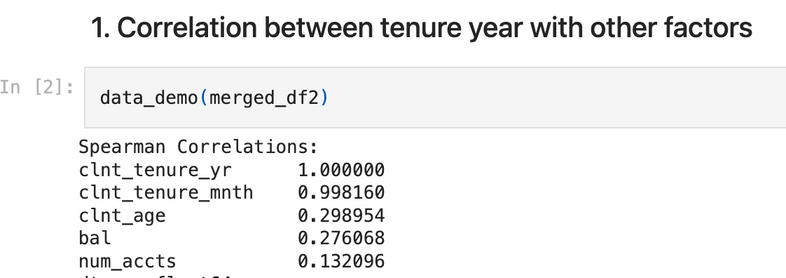 1. Correlation between tenure year with other factors
In [2]:
data_demo(merged_df2)
Spearman Correlations:
clnt_tenure_yr 1.000000
clnt_tenure_mnth 0.998160
clnt_age 0.298954
bal 0.276068
num_accts 0.132096